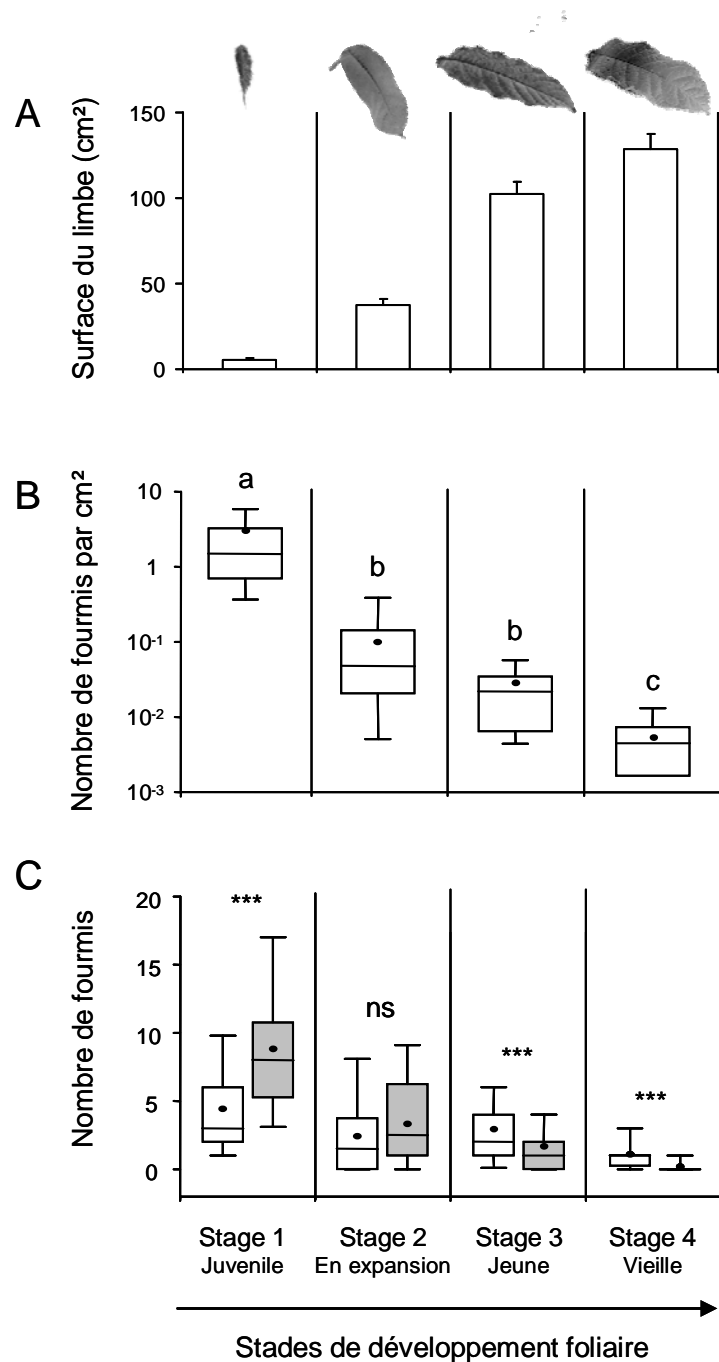 A
Surface du limbe (cm²)
150
100
50
0
B
Nombre de fourmis par cm²
10
1
10⁻¹
10⁻²
10⁻³
a
b
b
c
C
Nombre de fourmis
20
15
10
5
0
***
ns
***
***
Stage 1 Stage 2 Stage 3 Stage 4
Juvenile En expansion Jeune Vieille
Stades de développement foliaire